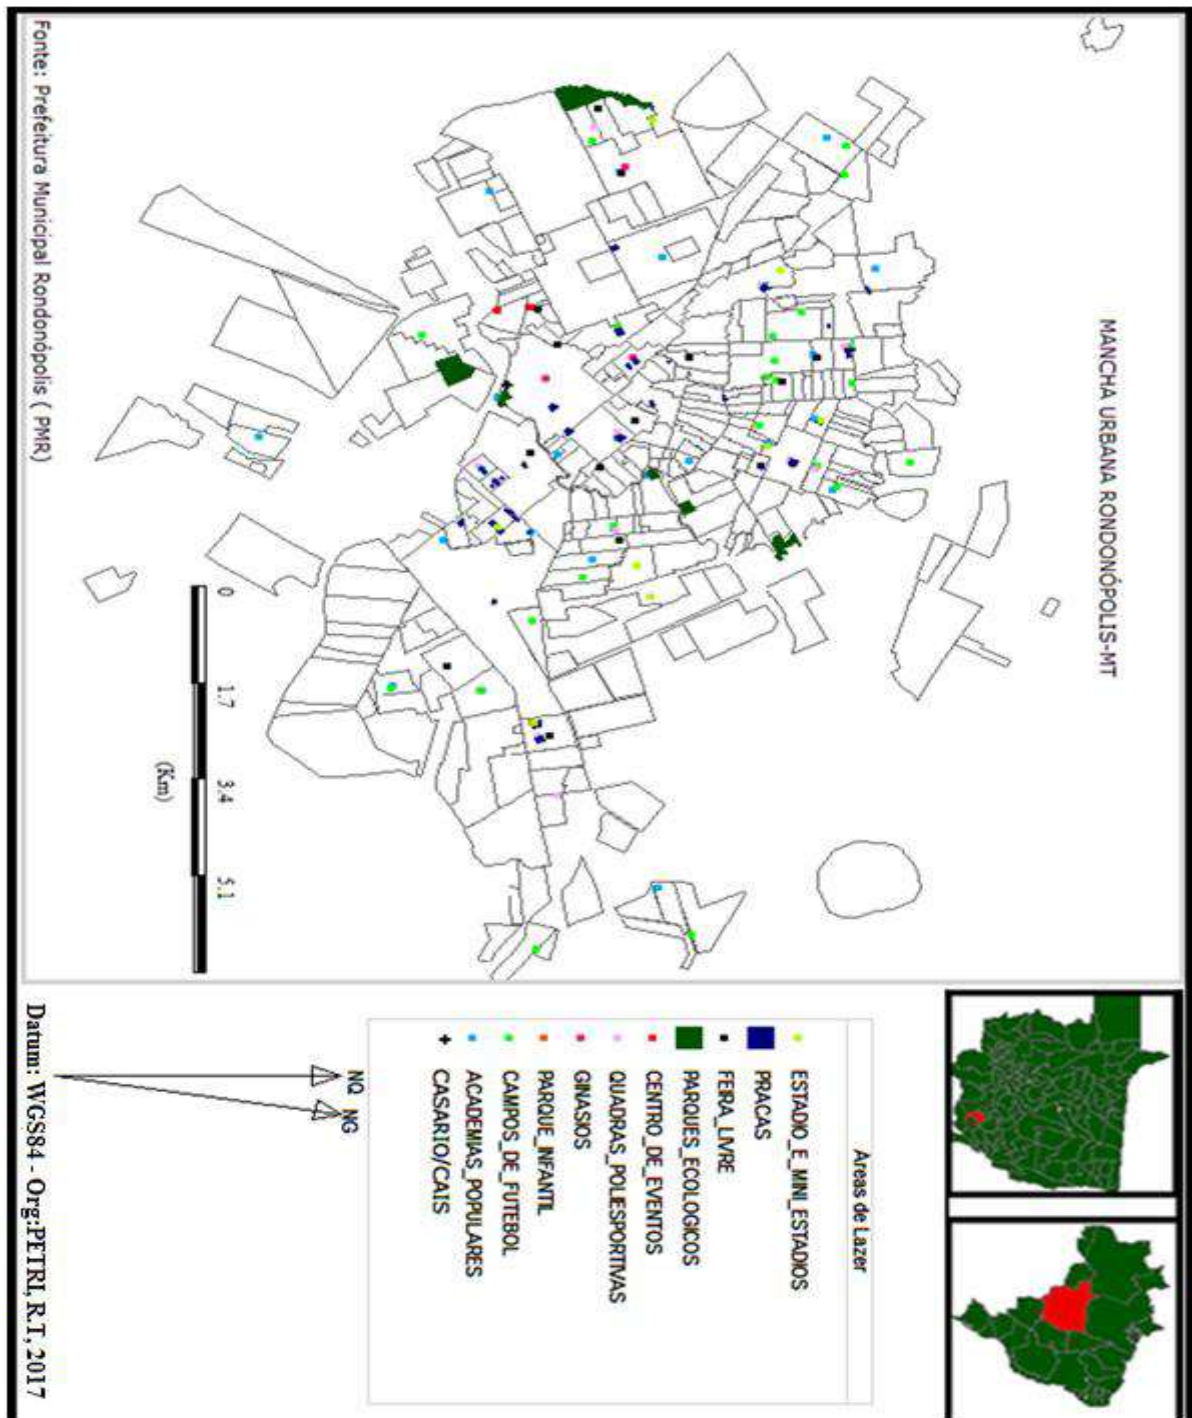 MANCHA URBANA RONDONÓPOLIS-MT
0 1.7 3.4 5.1
(Km)
Fonte: Prefeitura Municipal Rondonópolis ( PMR)
Áreas de Lazer
ESTADIO_E_MINI_ESTADIOS
PRACAS
FEIRA_LIVRE
PARQUES_ECOLOGICOS
CENTRO_DE_EVENTOS
QUADRAS_POLIESPORTIVAS
GINASIOS
PARQUE_INFANTIL
CAMPOS_DE_FUTEBOL
ACADEMIAS_POPULARES
CASARIO/CAIS
NQ NG
Datum: WGS84 - Org:PETRI, R.T, 2017